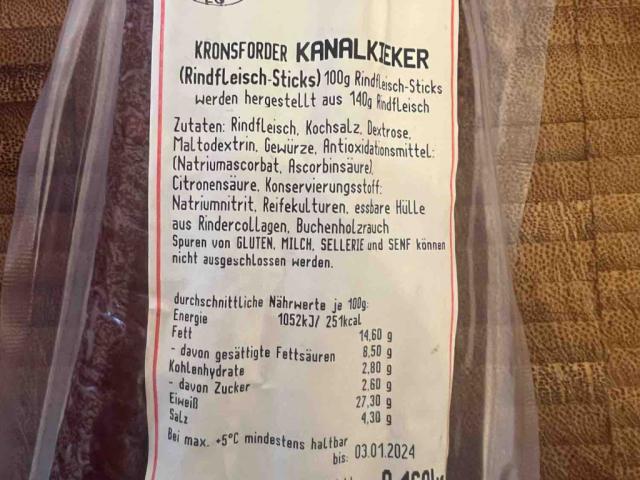 EG
KRONSFORDER KANALKIEKER
(Rindfleisch-Sticks) 100g Rindfleisch-Sticks
werden hergestellt aus 140g Rindfleisch
Zutaten: Rindfleisch, Kochsalz, Dextrose,
Maltodextrin, Gewürze, Antioxidationsmittel:
(Natriumascorbat, Ascorbinsäure),
Citronensäure, Konservierungsstoff:
Natriumnitrit, Reifekulturen, essbare Hülle
aus Rindercollagen, Buchenholzrauch
Spuren von GLUTEN, MILCH, SELLERIE und SENF können
nicht ausgeschlossen werden.
durchschnittliche Nährwerte je 100g:
Energie 1052kJ/ 251kcal
Fett 14,60 g
- davon gesättigte Fettsäuren 8,50 g
Kohlenhydrate 2,80 g
- davon Zucker 2,60 g
Eiweiß 27,30 g
Salz 4,30 g
Bei max. +5°C mindestens haltbar
bis: 03.01.2024